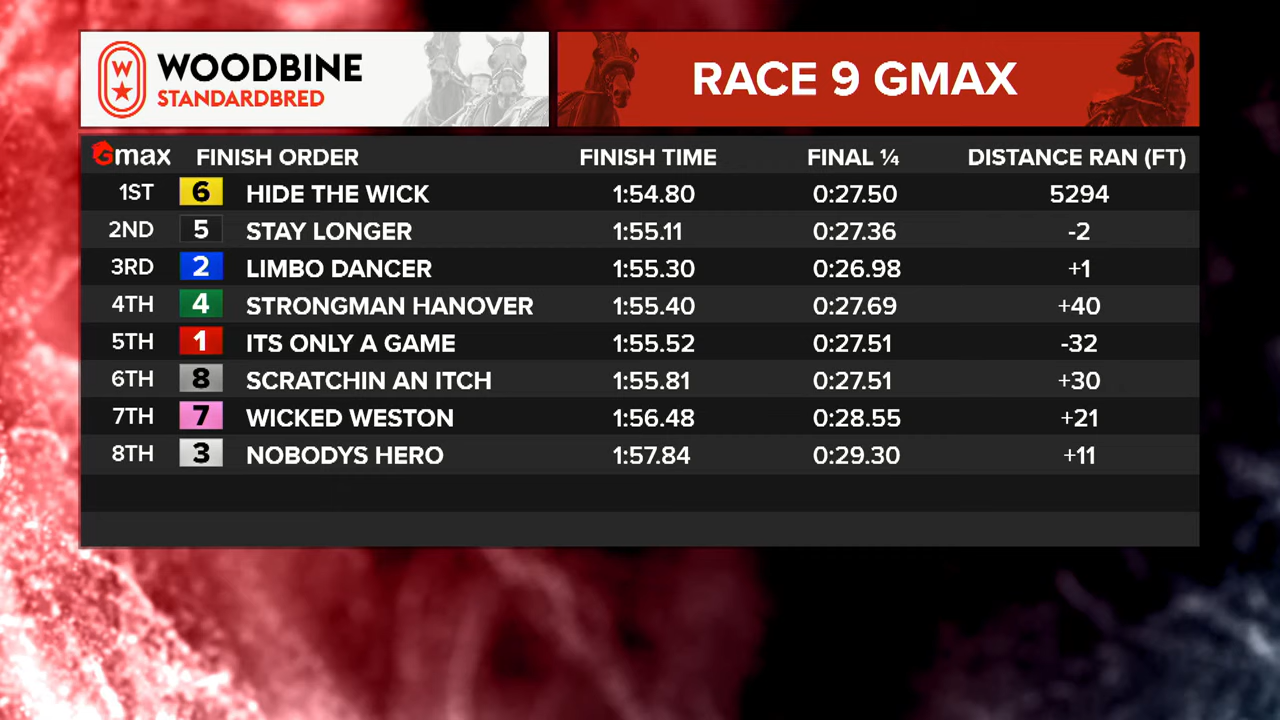 W WOODBINE
STANDARDBRED
RACE 9 GMAX
Gmax FINISH ORDER FINISH TIME FINAL ¼ DISTANCE RAN (FT)
1ST 6 HIDE THE WICK 1:54.80 0:27.50 5294
2ND 5 STAY LONGER 1:55.11 0:27.36 -2
3RD 2 LIMBO DANCER 1:55.30 0:26.98 +1
4TH 4 STRONGMAN HANOVER 1:55.40 0:27.69 +40
5TH 1 ITS ONLY A GAME 1:55.52 0:27.51 -32
6TH 8 SCRATCHIN AN ITCH 1:55.81 0:27.51 +30
7TH 7 WICKED WESTON 1:56.48 0:28.55 +21
8TH 3 NOBODYS HERO 1:57.84 0:29.30 +11